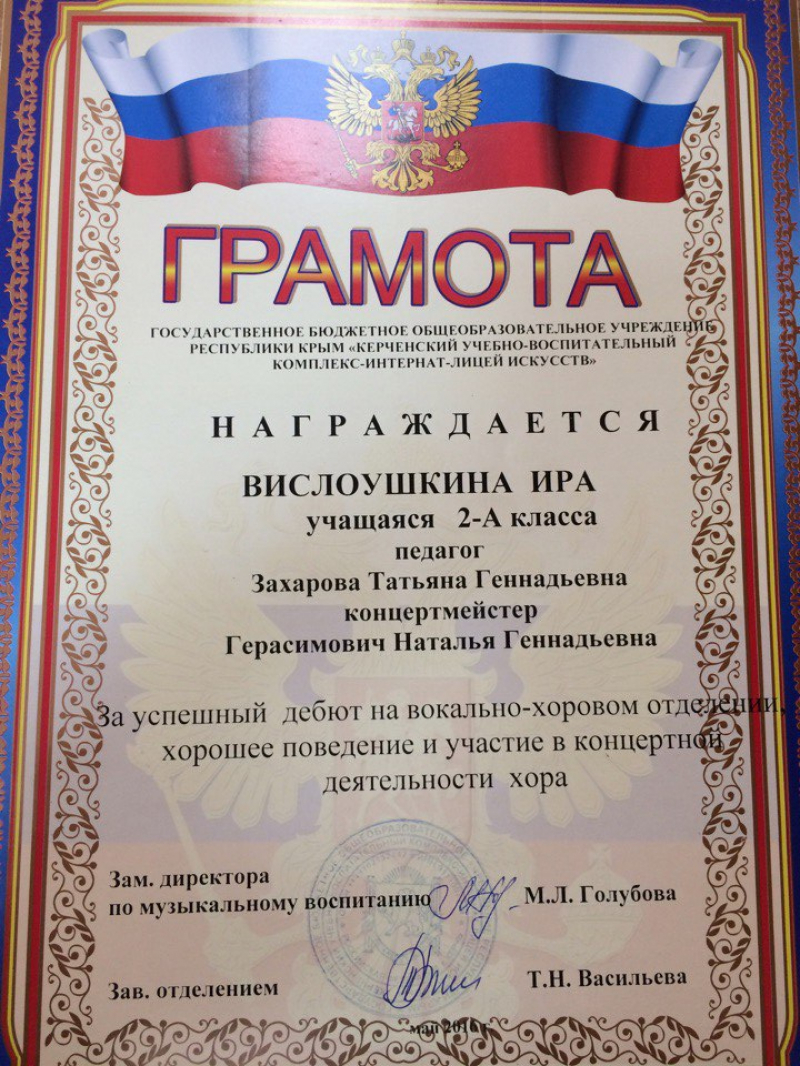 ГРАМОТА
ГОСУДАРСТВЕННОЕ БЮДЖЕТНОЕ ОБЩЕОБРАЗОВАТЕЛЬНОЕ УЧРЕЖДЕНИЕ
РЕСПУБЛИКИ КРЫМ «КЕРЧЕНСКИЙ УЧЕБНО-ВОСПИТАТЕЛЬНЫЙ
КОМПЛЕКС-ИНТЕРНАТ-ЛИЦЕЙ ИСКУССТВ»
НАГРАЖДАЕТСЯ
ВИСЛОУШКИНА ИРА
учащаяся 2-А класса
педагог
Захарова Татьяна Геннадьевна
концертмейстер
Герасимович Наталья Геннадьевна
За успешный дебют на вокально-хоровом отделении,
хорошее поведение и участие в концертной
деятельности хора
Зам. директора
по музыкальному воспитанию М.Л. Голубова
Зав. отделением Т.Н. Васильева
май 2016 г.